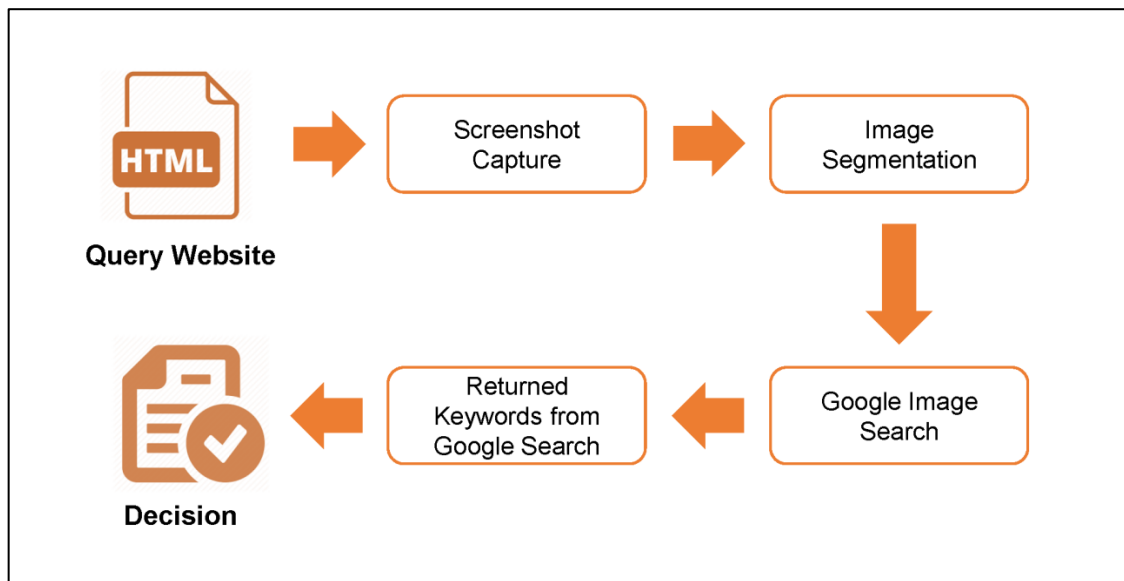 HTML
Query Website
Screenshot
Capture
Image
Segmentation
Google Image
Search
Returned
Keywords from
Google Search
Decision